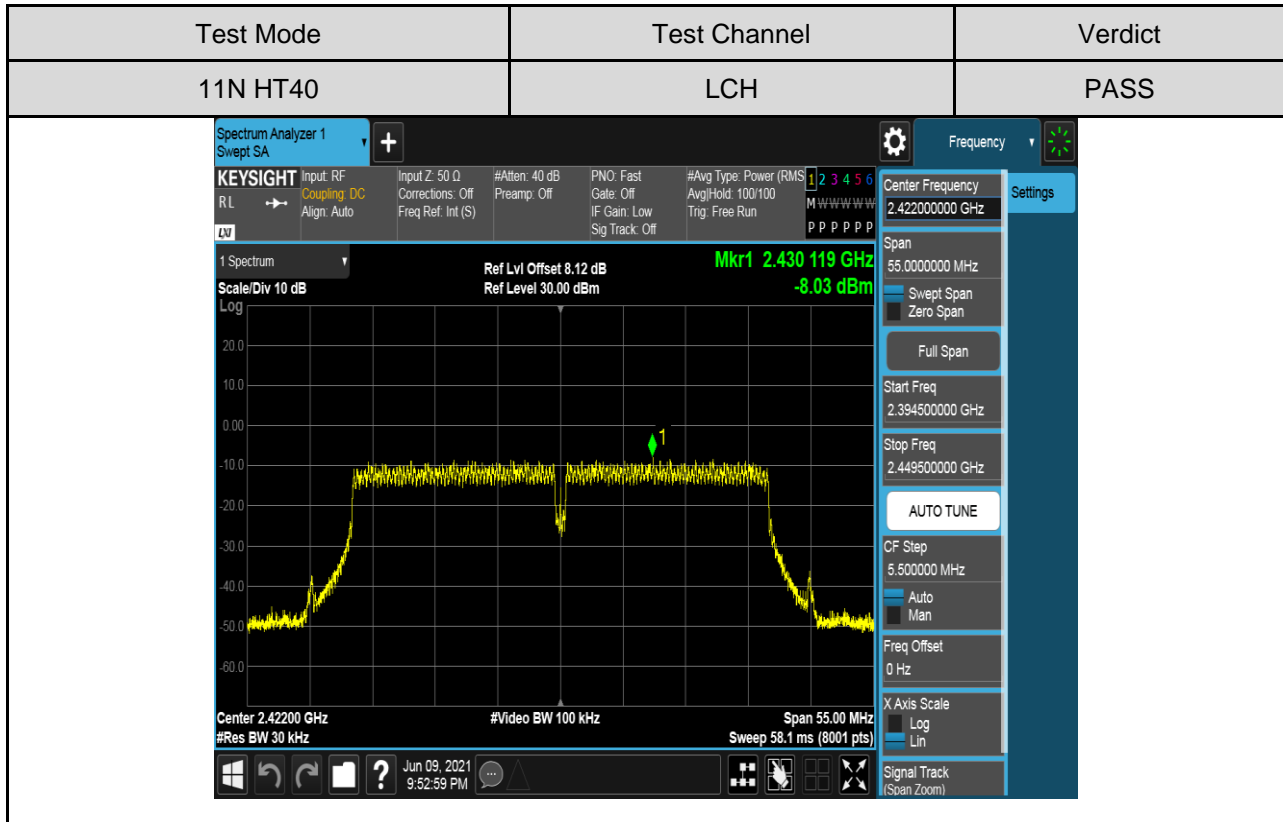 Test Mode Test Channel Verdict
11N HT40 LCH PASS
Spectrum Analyzer 1
Swept SA
Frequency
KEYSIGHT
RL
LXI
Input: RF
Coupling: DC
Align: Auto
Input Z: 50 Ω
Corrections: Off
Freq Ref: Int (S)
#Atten: 40 dB
Preamp: Off
PNO: Fast
Gate: Off
IF Gain: Low
Sig Track: Off
#Avg Type: Power (RMS
Avg|Hold: 100/100
Trig: Free Run
1 2 3 4 5 6
M W W W W W
P P P P P P
1 Spectrum
Scale/Div 10 dB
Log
Ref Lvl Offset 8.12 dB
Ref Level 30.00 dBm
Mkr1 2.430 119 GHz
-8.03 dBm
20.0
10.0
0.00
-10.0
-20.0
-30.0
-40.0
-50.0
-60.0
1
Center 2.42200 GHz
#Res BW 30 kHz
#Video BW 100 kHz
Span 55.00 MHz
Sweep 58.1 ms (8001 pts)
?
Jun 09, 2021
9:52:59 PM
Center Frequency
2.422000000 GHz
Settings
Span
55.0000000 MHz
Swept Span
Zero Span
Full Span
Start Freq
2.394500000 GHz
Stop Freq
2.449500000 GHz
AUTO TUNE
CF Step
5.500000 MHz
Auto
Man
Freq Offset
0 Hz
X Axis Scale
Log
Lin
Signal Track
(Span Zoom)